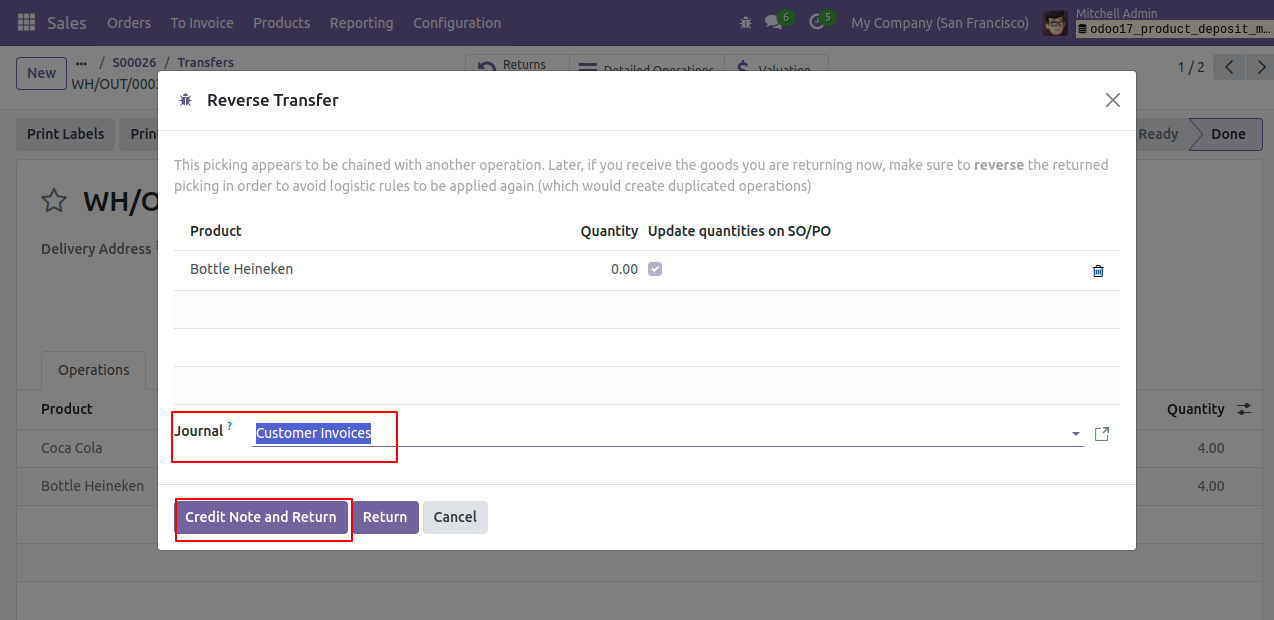 Sales Orders To Invoice Products Reporting Configuration 6 5 My Company (San Francisco) Mitchell Admin
odoo17_product_deposit_m...
New ... / S00026 / Transfers Returns Detailed Operations Valuation 1 / 2
WH/OUT/000
Print Labels Prin Ready Done
Reverse Transfer
This picking appears to be chained with another operation. Later, if you receive the goods you are returning now, make sure to reverse the returned
picking in order to avoid logistic rules to be applied again (which would create duplicated operations)
WH/O
Product Quantity Update quantities on SO/PO
Delivery Address ?
Bottle Heineken 0.00
Operations
Product Quantity
Journal ? Customer Invoices
Coca Cola 4.00
Bottle Heineken 4.00
Credit Note and Return Return Cancel